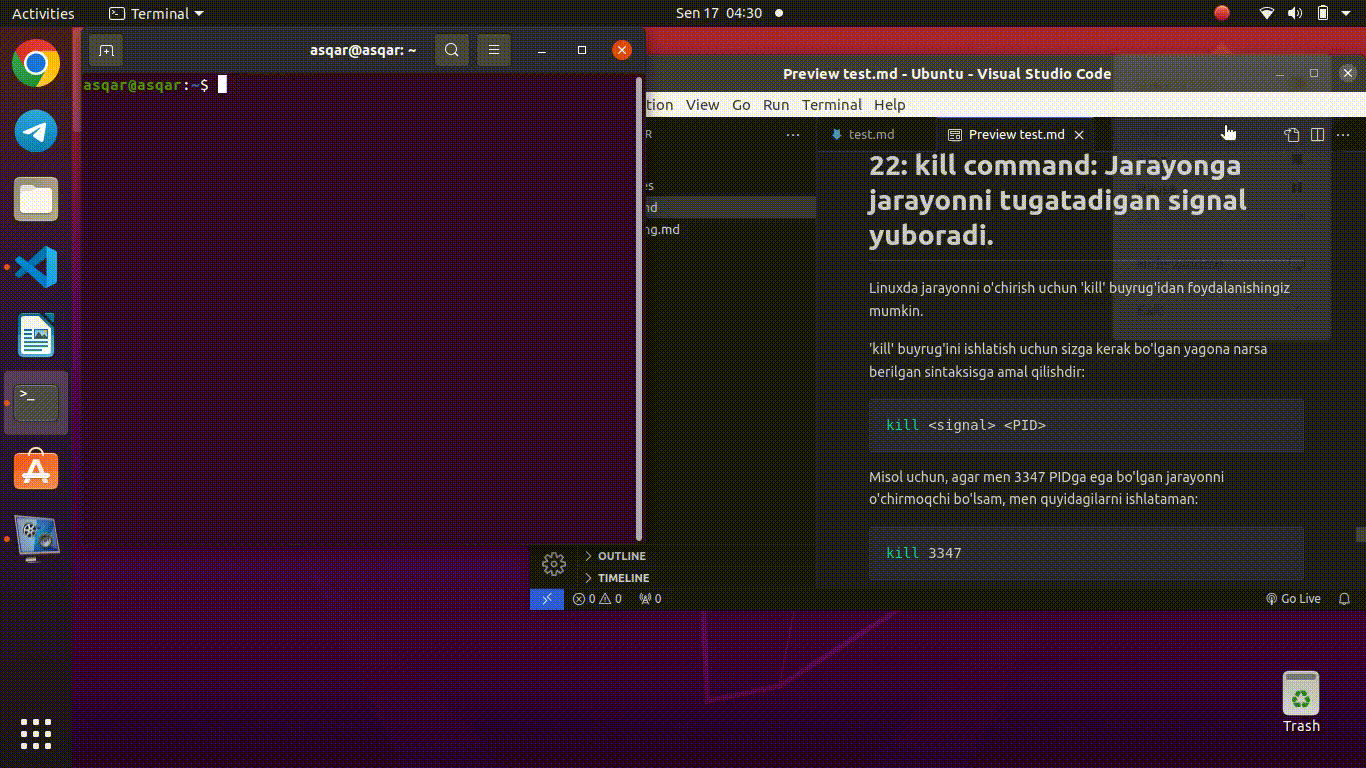 Activities
Terminal
Sen 17 04:30
asqar@asqar: ~
asqar@asqar:~$
Preview test.md - Ubuntu - Visual Studio Code
tion View Go Run Terminal Help
R
test.md
Preview test.md
es
nd
ng.md
22: kill command: Jarayonga
jarayonni tugatadigan signal
yuboradi.
Linuxda jarayonni o'chirish uchun 'kill' buyrug'idan foydalanishingiz
mumkin.
'kill' buyrug'ini ishlatish uchun sizga kerak bo'lgan yagona narsa
berilgan sintaksisga amal qilishdir:
kill <signal> <PID>
Misol uchun, agar men 3347 PIDga ega bo'lgan jarayonni
o'chirmoqchi bo'lsam, men quyidagilarni ishlataman:
kill 3347
OUTLINE
TIMELINE
0 0 0
Go Live
Trash